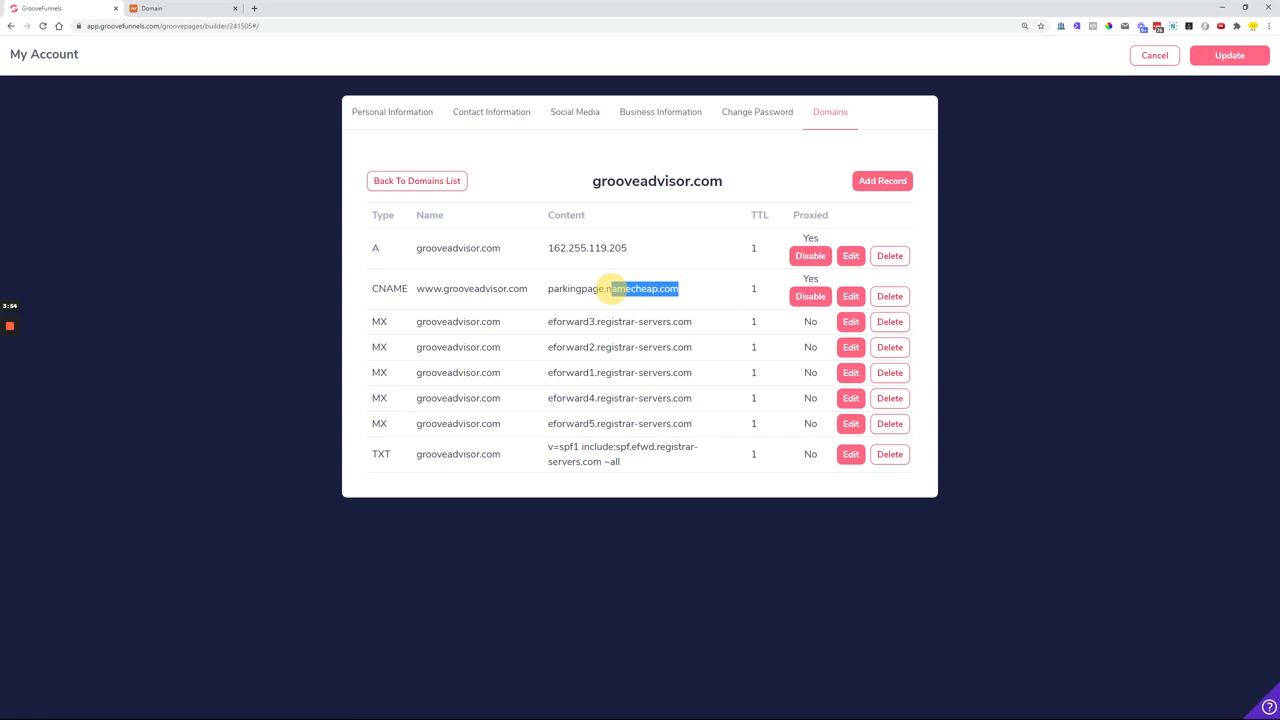 GrooveFunnels
Domain
app.groovefunnels.com/groovepages/builder/241505#/
My Account
Cancel
Update
Personal Information
Contact Information
Social Media
Business Information
Change Password
Domains
Back To Domains List
grooveadvisor.com
Add Record
Type Name Content TTL Proxied
A grooveadvisor.com 162.255.119.205 1 Yes
Disable Edit Delete
CNAME www.grooveadvisor.com parkingpage.namecheap.com 1 Yes
Disable Edit Delete
MX grooveadvisor.com eforward3.registrar-servers.com 1 No Edit Delete
MX grooveadvisor.com eforward2.registrar-servers.com 1 No Edit Delete
MX grooveadvisor.com eforward1.registrar-servers.com 1 No Edit Delete
MX grooveadvisor.com eforward4.registrar-servers.com 1 No Edit Delete
MX grooveadvisor.com eforward5.registrar-servers.com 1 No Edit Delete
TXT grooveadvisor.com v=spf1 include:spf.efwd.registrar-
servers.com ~all 1 No Edit Delete
3:54
?